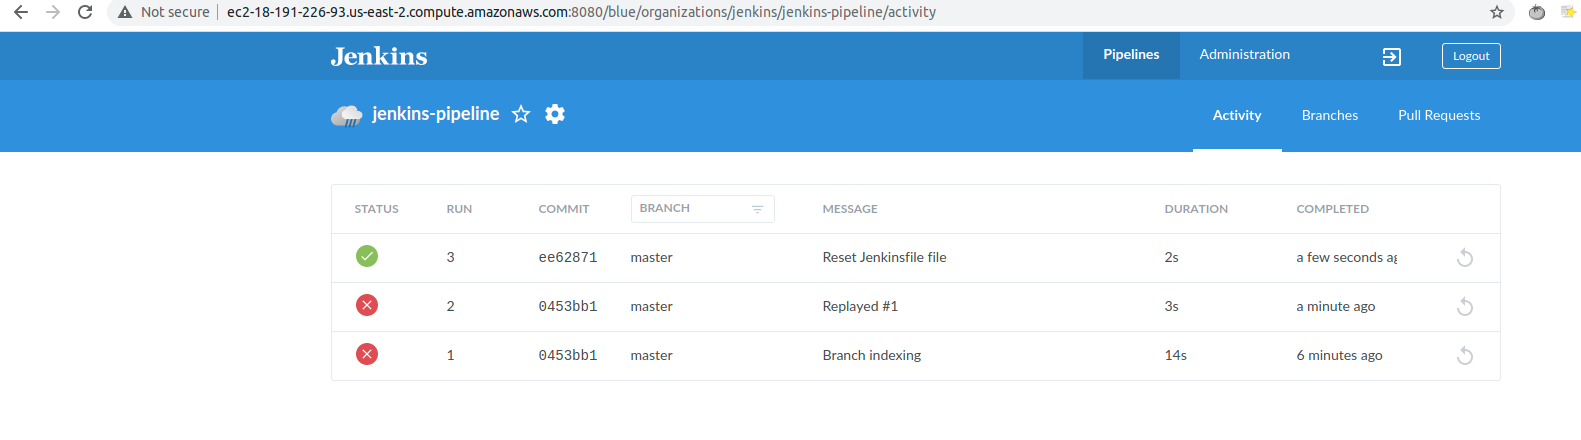 Not secure ec2-18-191-226-93.us-east-2.compute.amazonaws.com:8080/blue/organizations/jenkins/jenkins-pipeline/activity
Jenkins Pipelines Administration Logout
jenkins-pipeline Activity Branches Pull Requests
STATUS RUN COMMIT BRANCH MESSAGE DURATION COMPLETED
3 ee62871 master Reset Jenkinsfile file 2s a few seconds ag
2 0453bb1 master Replayed #1 3s a minute ago
1 0453bb1 master Branch indexing 14s 6 minutes ago